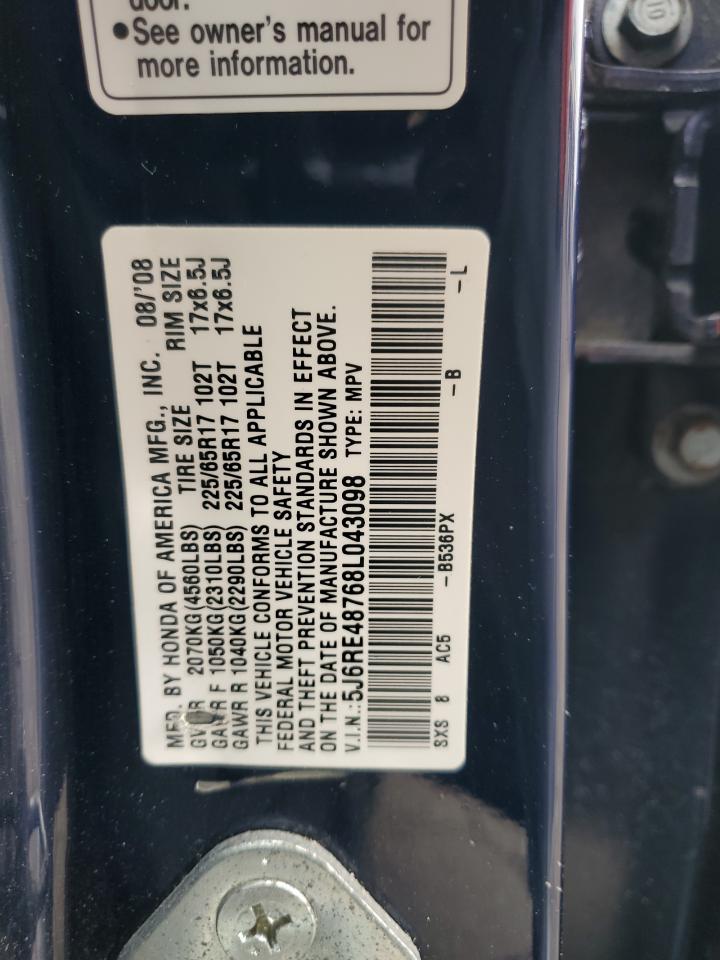 door.
•See owner's manual for
more information.
MFD. BY HONDA OF AMERICA MFG., INC. 08/'08
GVWR 2070KG(4560LBS) TIRE SIZE RIM SIZE
GAWR F 1050KG(2310LBS) 225/65R17 102T 17x6.5J
GAWR R 1040KG(2290LBS) 225/65R17 102T 17x6.5J
THIS VEHICLE CONFORMS TO ALL APPLICABLE
FEDERAL MOTOR VEHICLE SAFETY
AND THEFT PREVENTION STANDARDS IN EFFECT
ON THE DATE OF MANUFACTURE SHOWN ABOVE.
V.I.N.:5J6RE48768L043098 TYPE: MPV
SXS 8 AC5 -B536PX -B -L
10